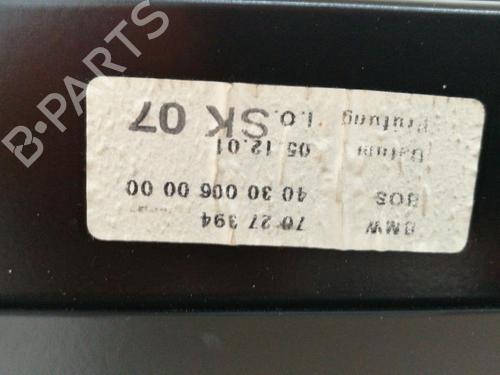 BMW 70 27 394
BOS 40 30 006 00 00
Datum 05.12.01
Prüfung I.O. SK 07
B-PARTS